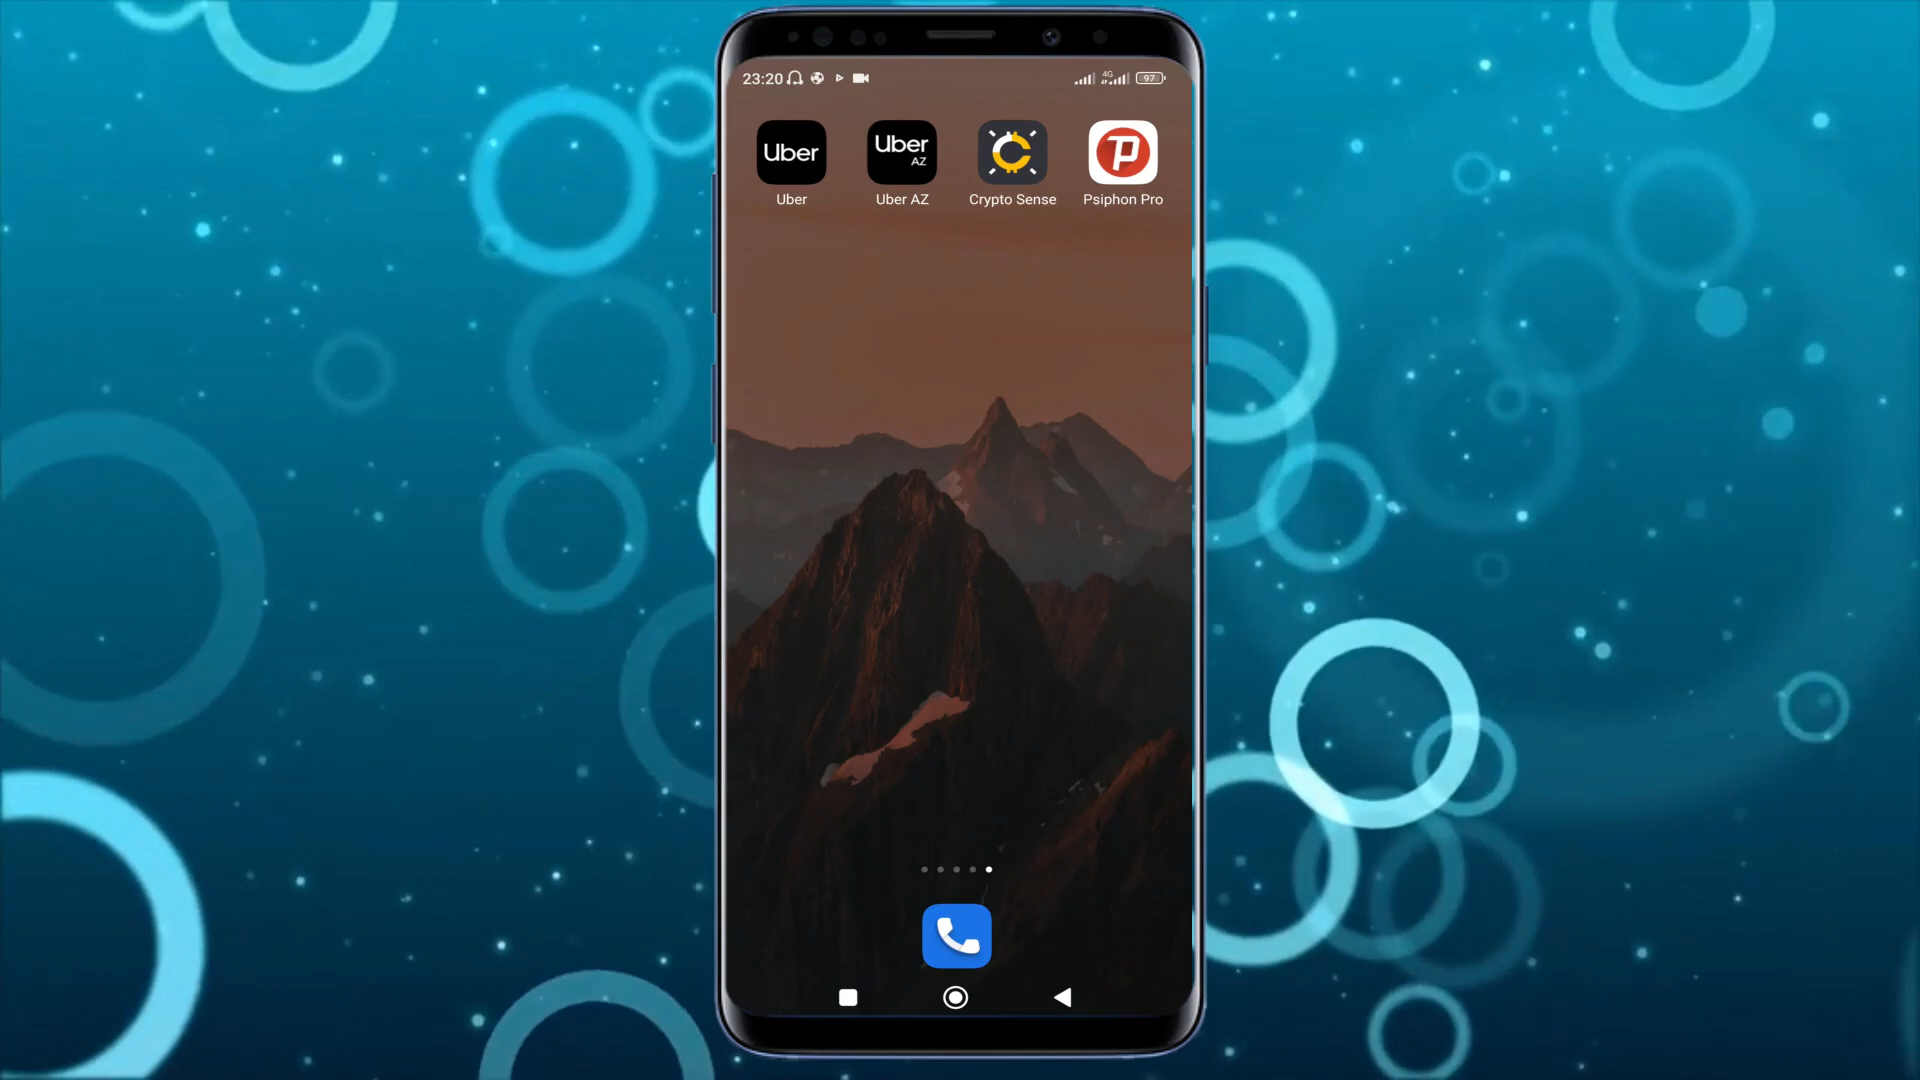 23:20
4G
97
Uber
Uber
AZ
Uber
Uber AZ
Crypto Sense
Psiphon Pro